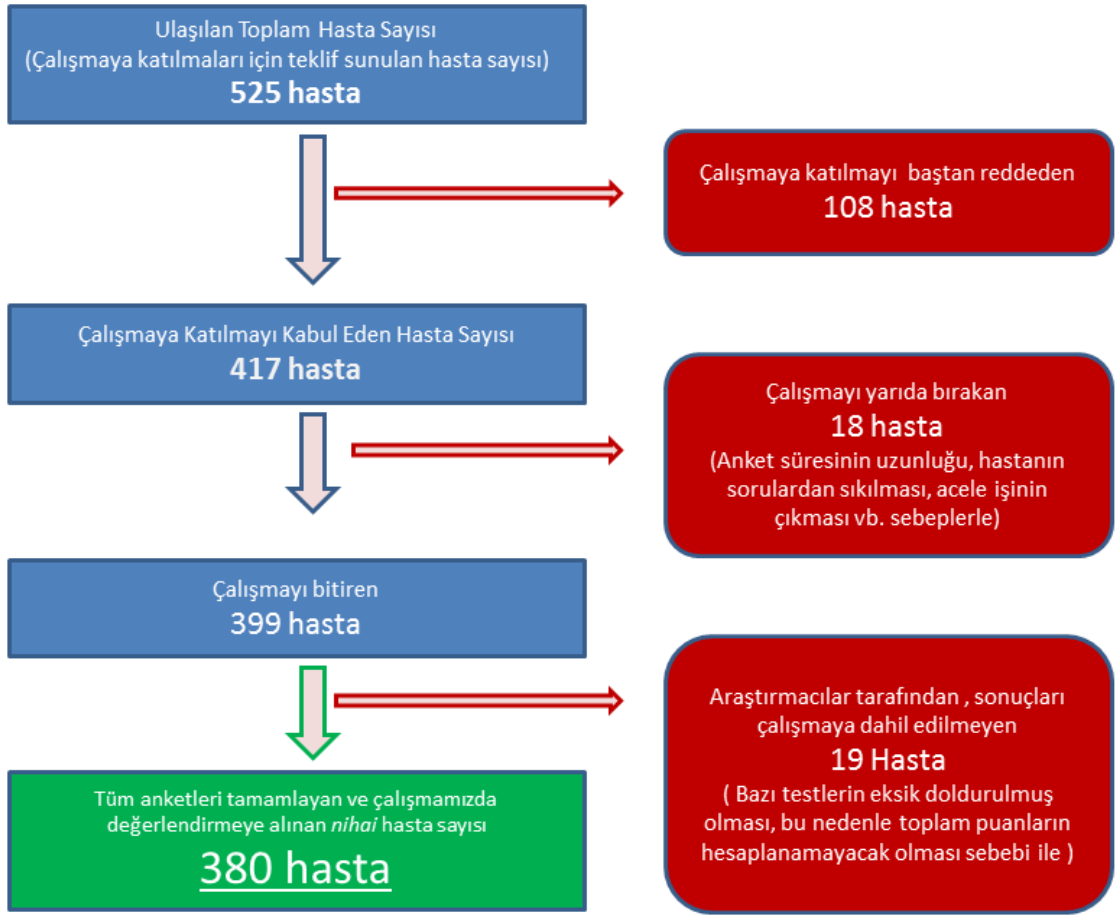 Ulaşılan Toplam Hasta Sayısı
(Çalışmaya katılmaları için teklif sunulan hasta sayısı)
525 hasta
Çalışmaya katılmayı baştan reddeden
108 hasta
Çalışmaya Katılmayı Kabul Eden Hasta Sayısı
417 hasta
Çalışmayı yarıda bırakan
18 hasta
(Anket süresinin uzunluğu, hastanın
sorulardan sıkılması, acele işinin
çıkması vb. sebeplerle)
Çalışmayı bitiren
399 hasta
Araştırmacılar tarafından , sonuçları
çalışmaya dahil edilmeyen
19 Hasta
( Bazı testlerin eksik doldurulmuş
olması, bu nedenle toplam puanların
hesaplanamayacak olması sebebi ile )
Tüm anketleri tamamlayan ve çalışmamızda
değerlendirmeye alınan nihai hasta sayısı
380 hasta